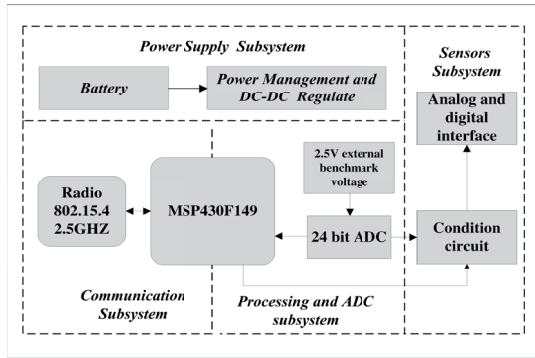 Power Supply Subsystem
Battery
Power Management and
DC-DC Regulate
Sensors
Subsystem
Analog and
digital
interface
2.5V external
benchmark
voltage
Radio
802.15.4
2.5GHZ
MSP430F149
24 bit ADC
Condition
circuit
Communication
Subsystem
Processing and ADC
subsystem